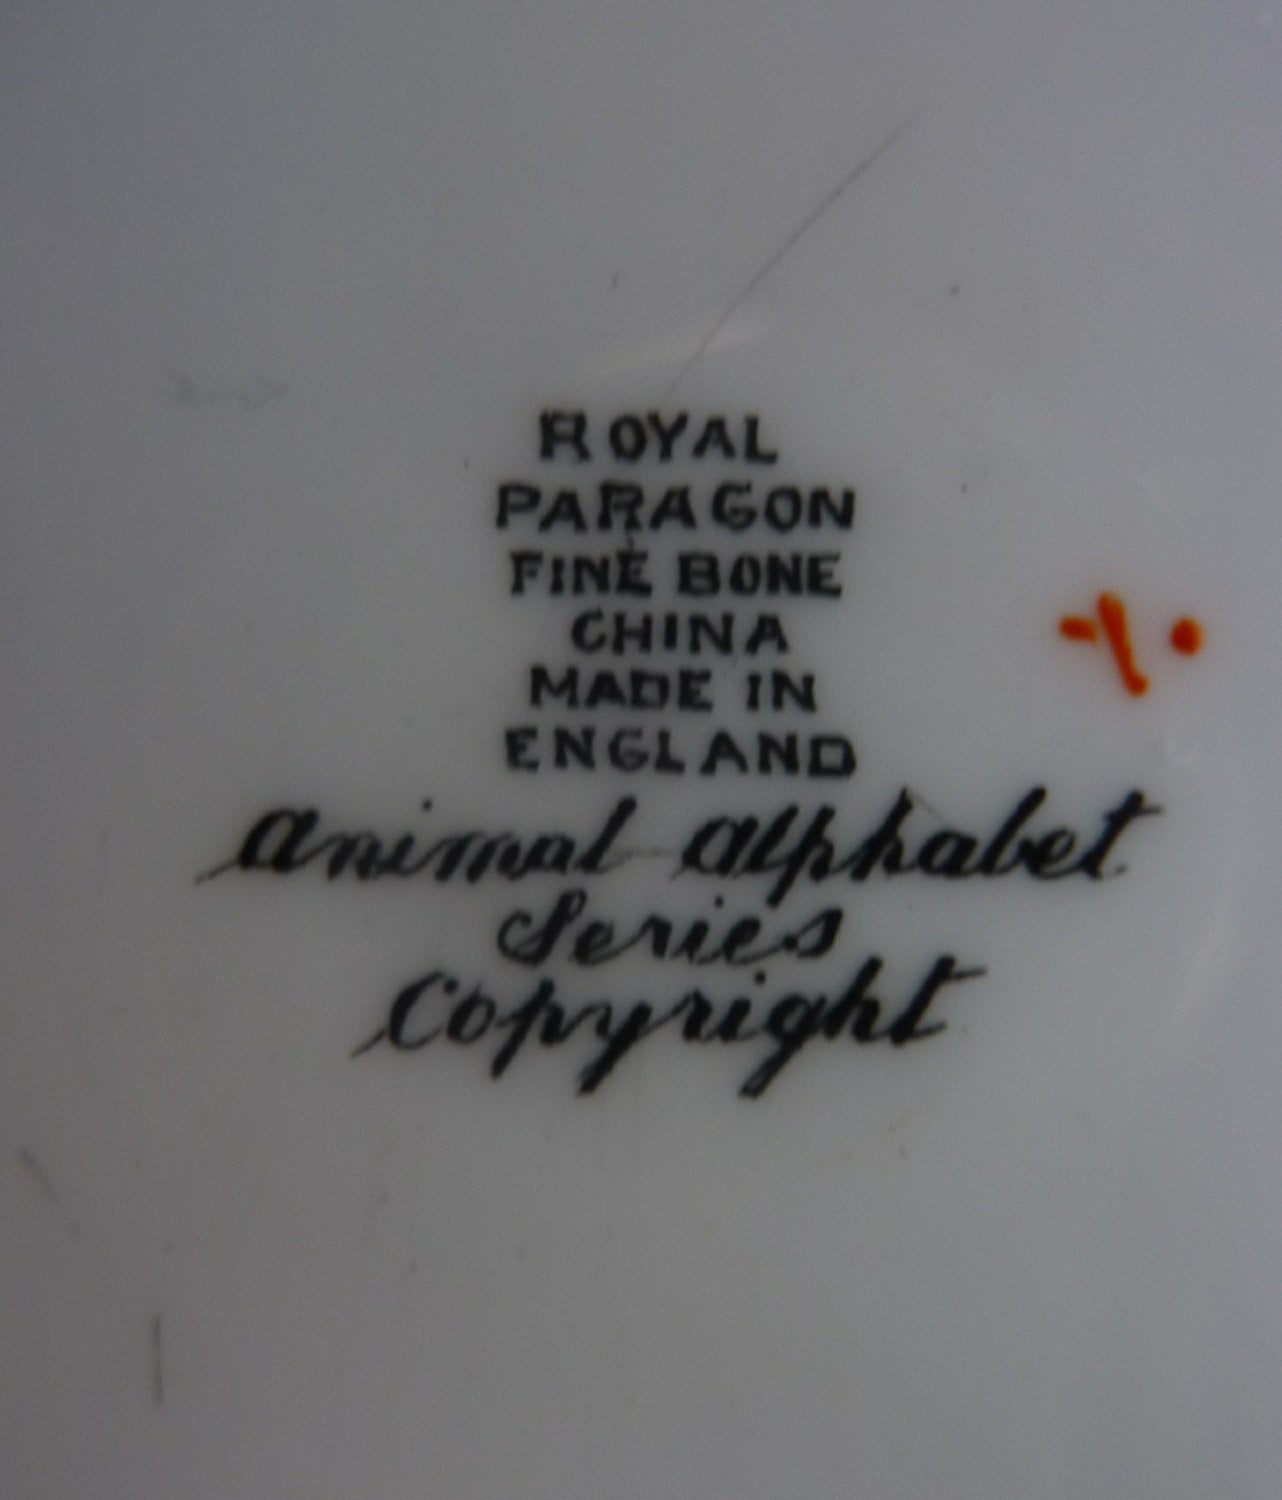 ROYAL
PARAGON
FINE BONE
CHINA
MADE IN
ENGLAND
Animal Alphabet
Series
Copyright